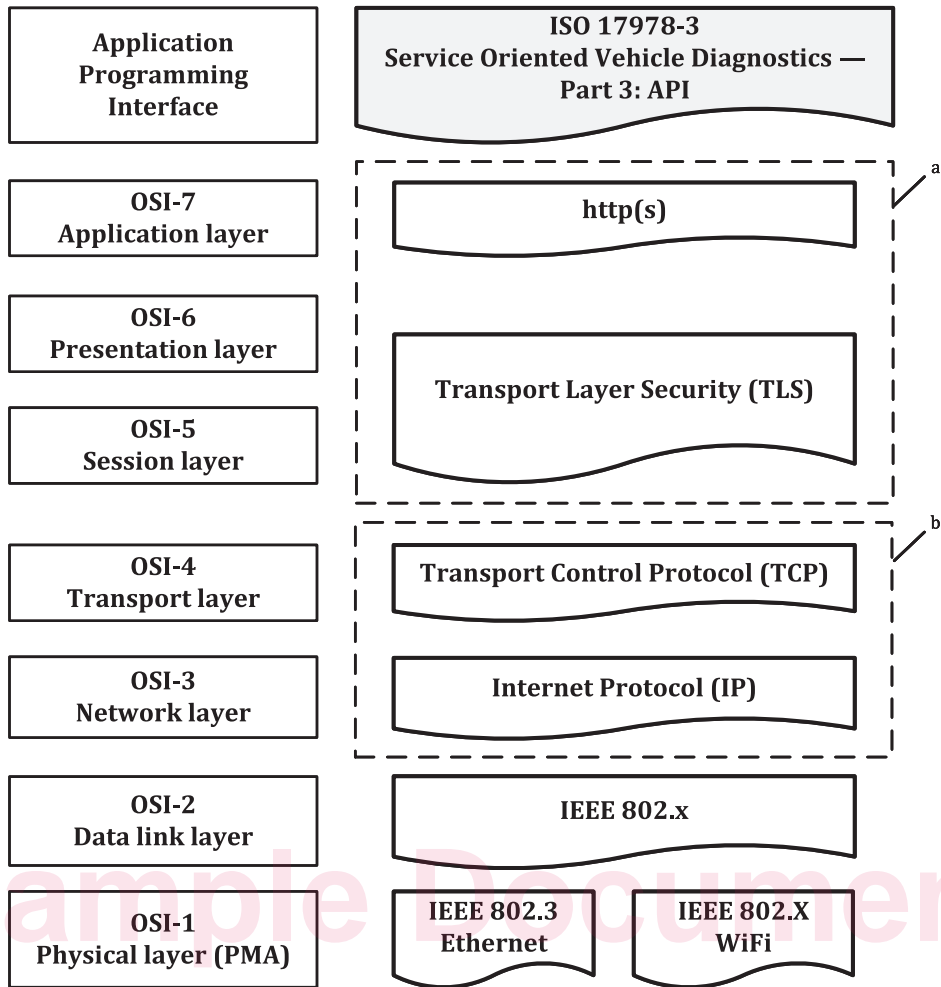 Application
Programming
Interface
ISO 17978-3
Service Oriented Vehicle Diagnostics —
Part 3: API
a
OSI-7
Application layer
http(s)
OSI-6
Presentation layer
Transport Layer Security (TLS)
OSI-5
Session layer
b
OSI-4
Transport layer
Transport Control Protocol (TCP)
OSI-3
Network layer
Internet Protocol (IP)
OSI-2
Data link layer
IEEE 802.x
OSI-1
Physical layer (PMA)
IEEE 802.3
Ethernet
IEEE 802.X
WiFi
ample Documen